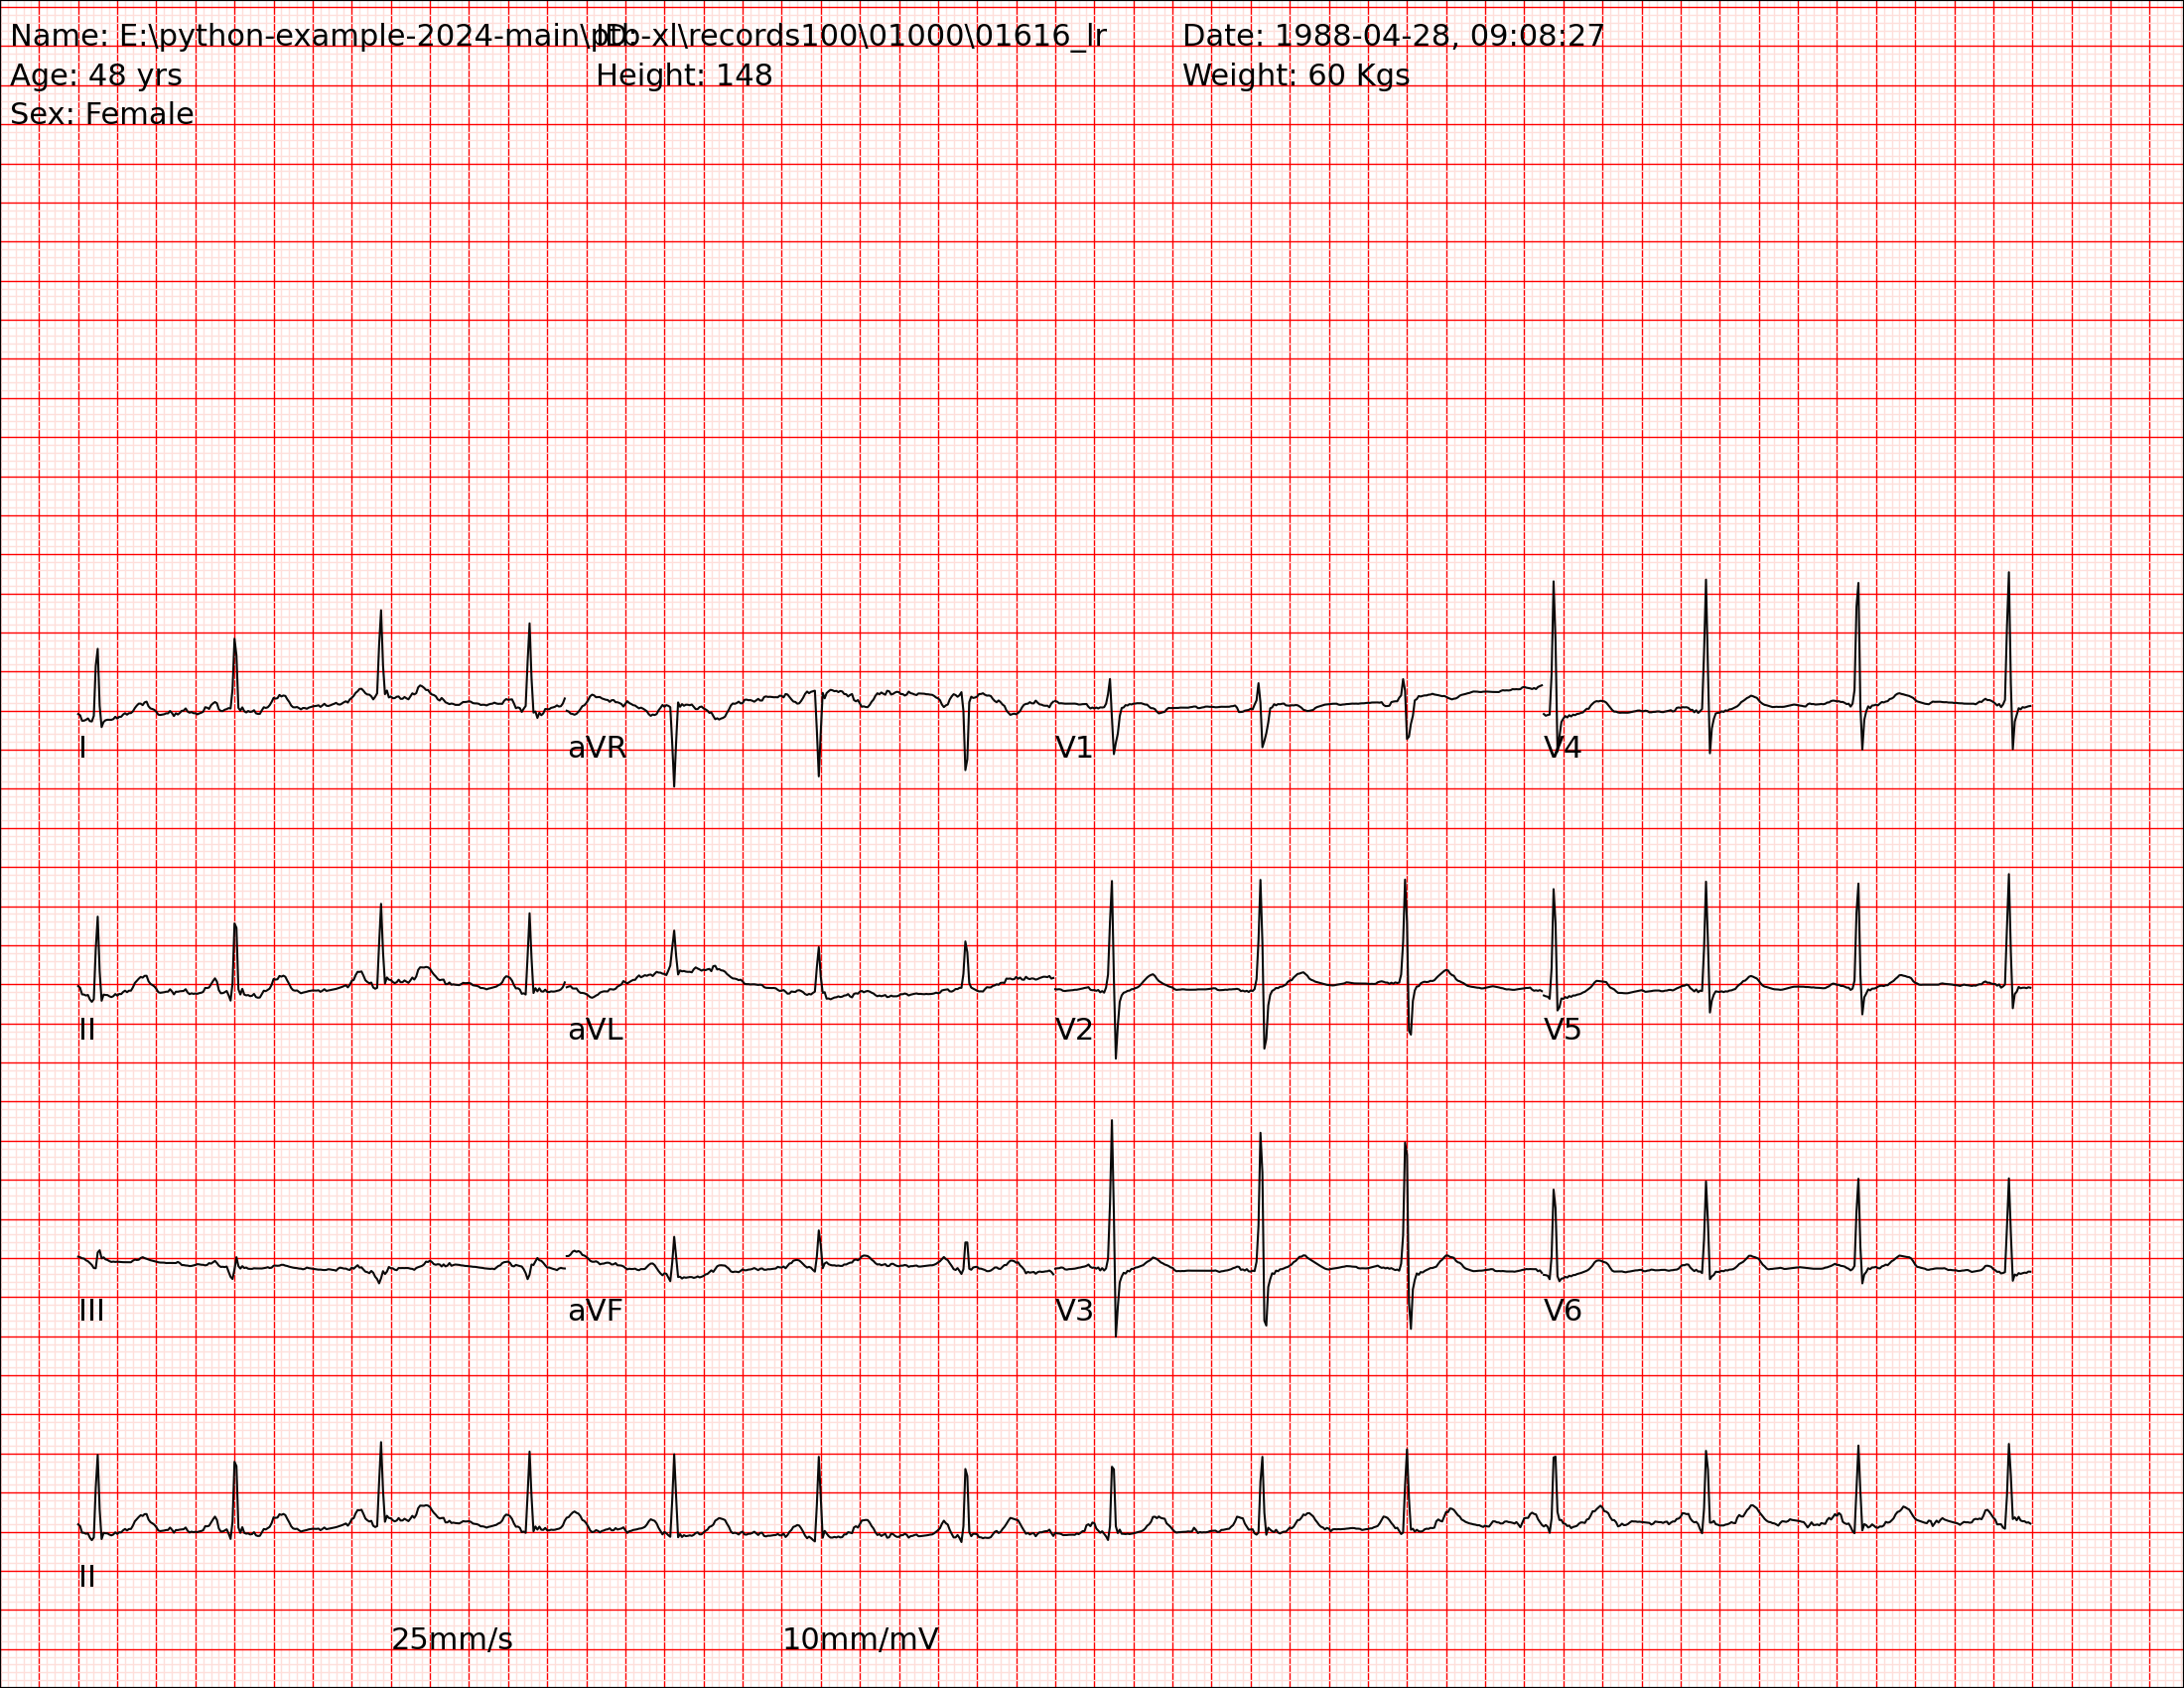 Name: E:\python-example-2024-main\ptb-xl\records100\01000\01616_lr ID: Date: 1988-04-28, 09:08:27
Age: 48 yrs Height: 148 Weight: 60 Kgs
Sex: Female
I aVR V1 V4
II aVL V2 V5
III aVF V3 V6
II
25mm/s 10mm/mV